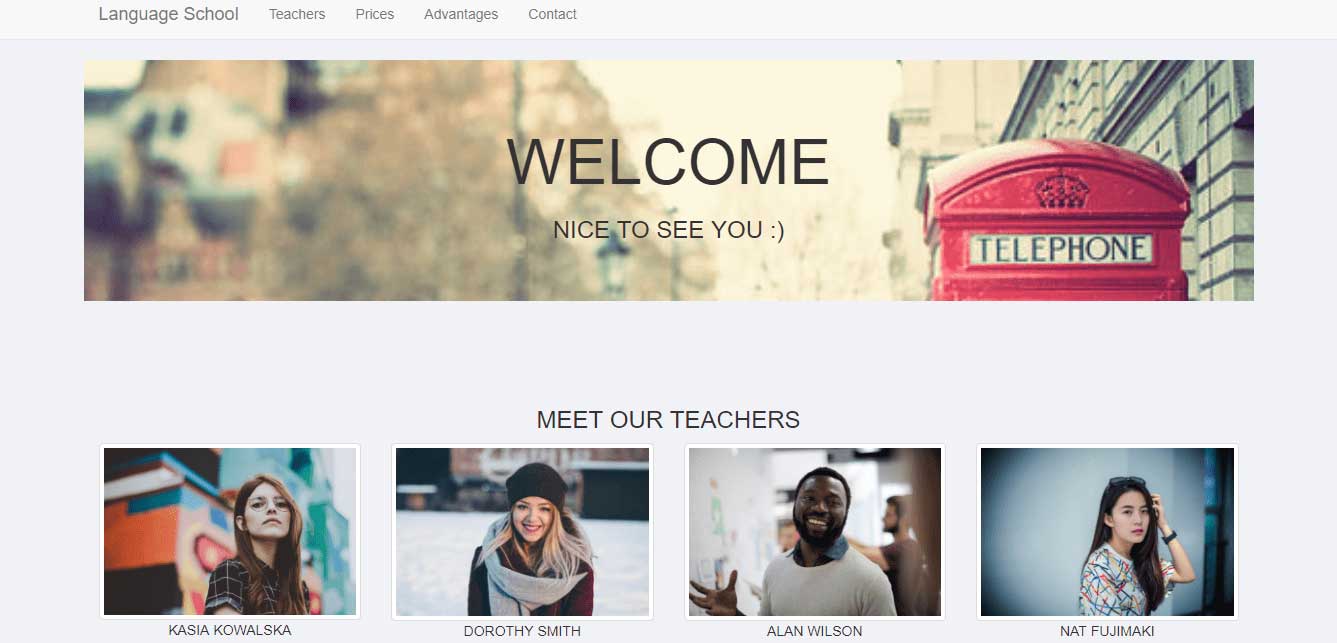 Language School Teachers Prices Advantages Contact
WELCOME
NICE TO SEE YOU :)
TELEPHONE
MEET OUR TEACHERS
KASIA KOWALSKA DOROTHY SMITH ALAN WILSON NAT FUJIMAKI